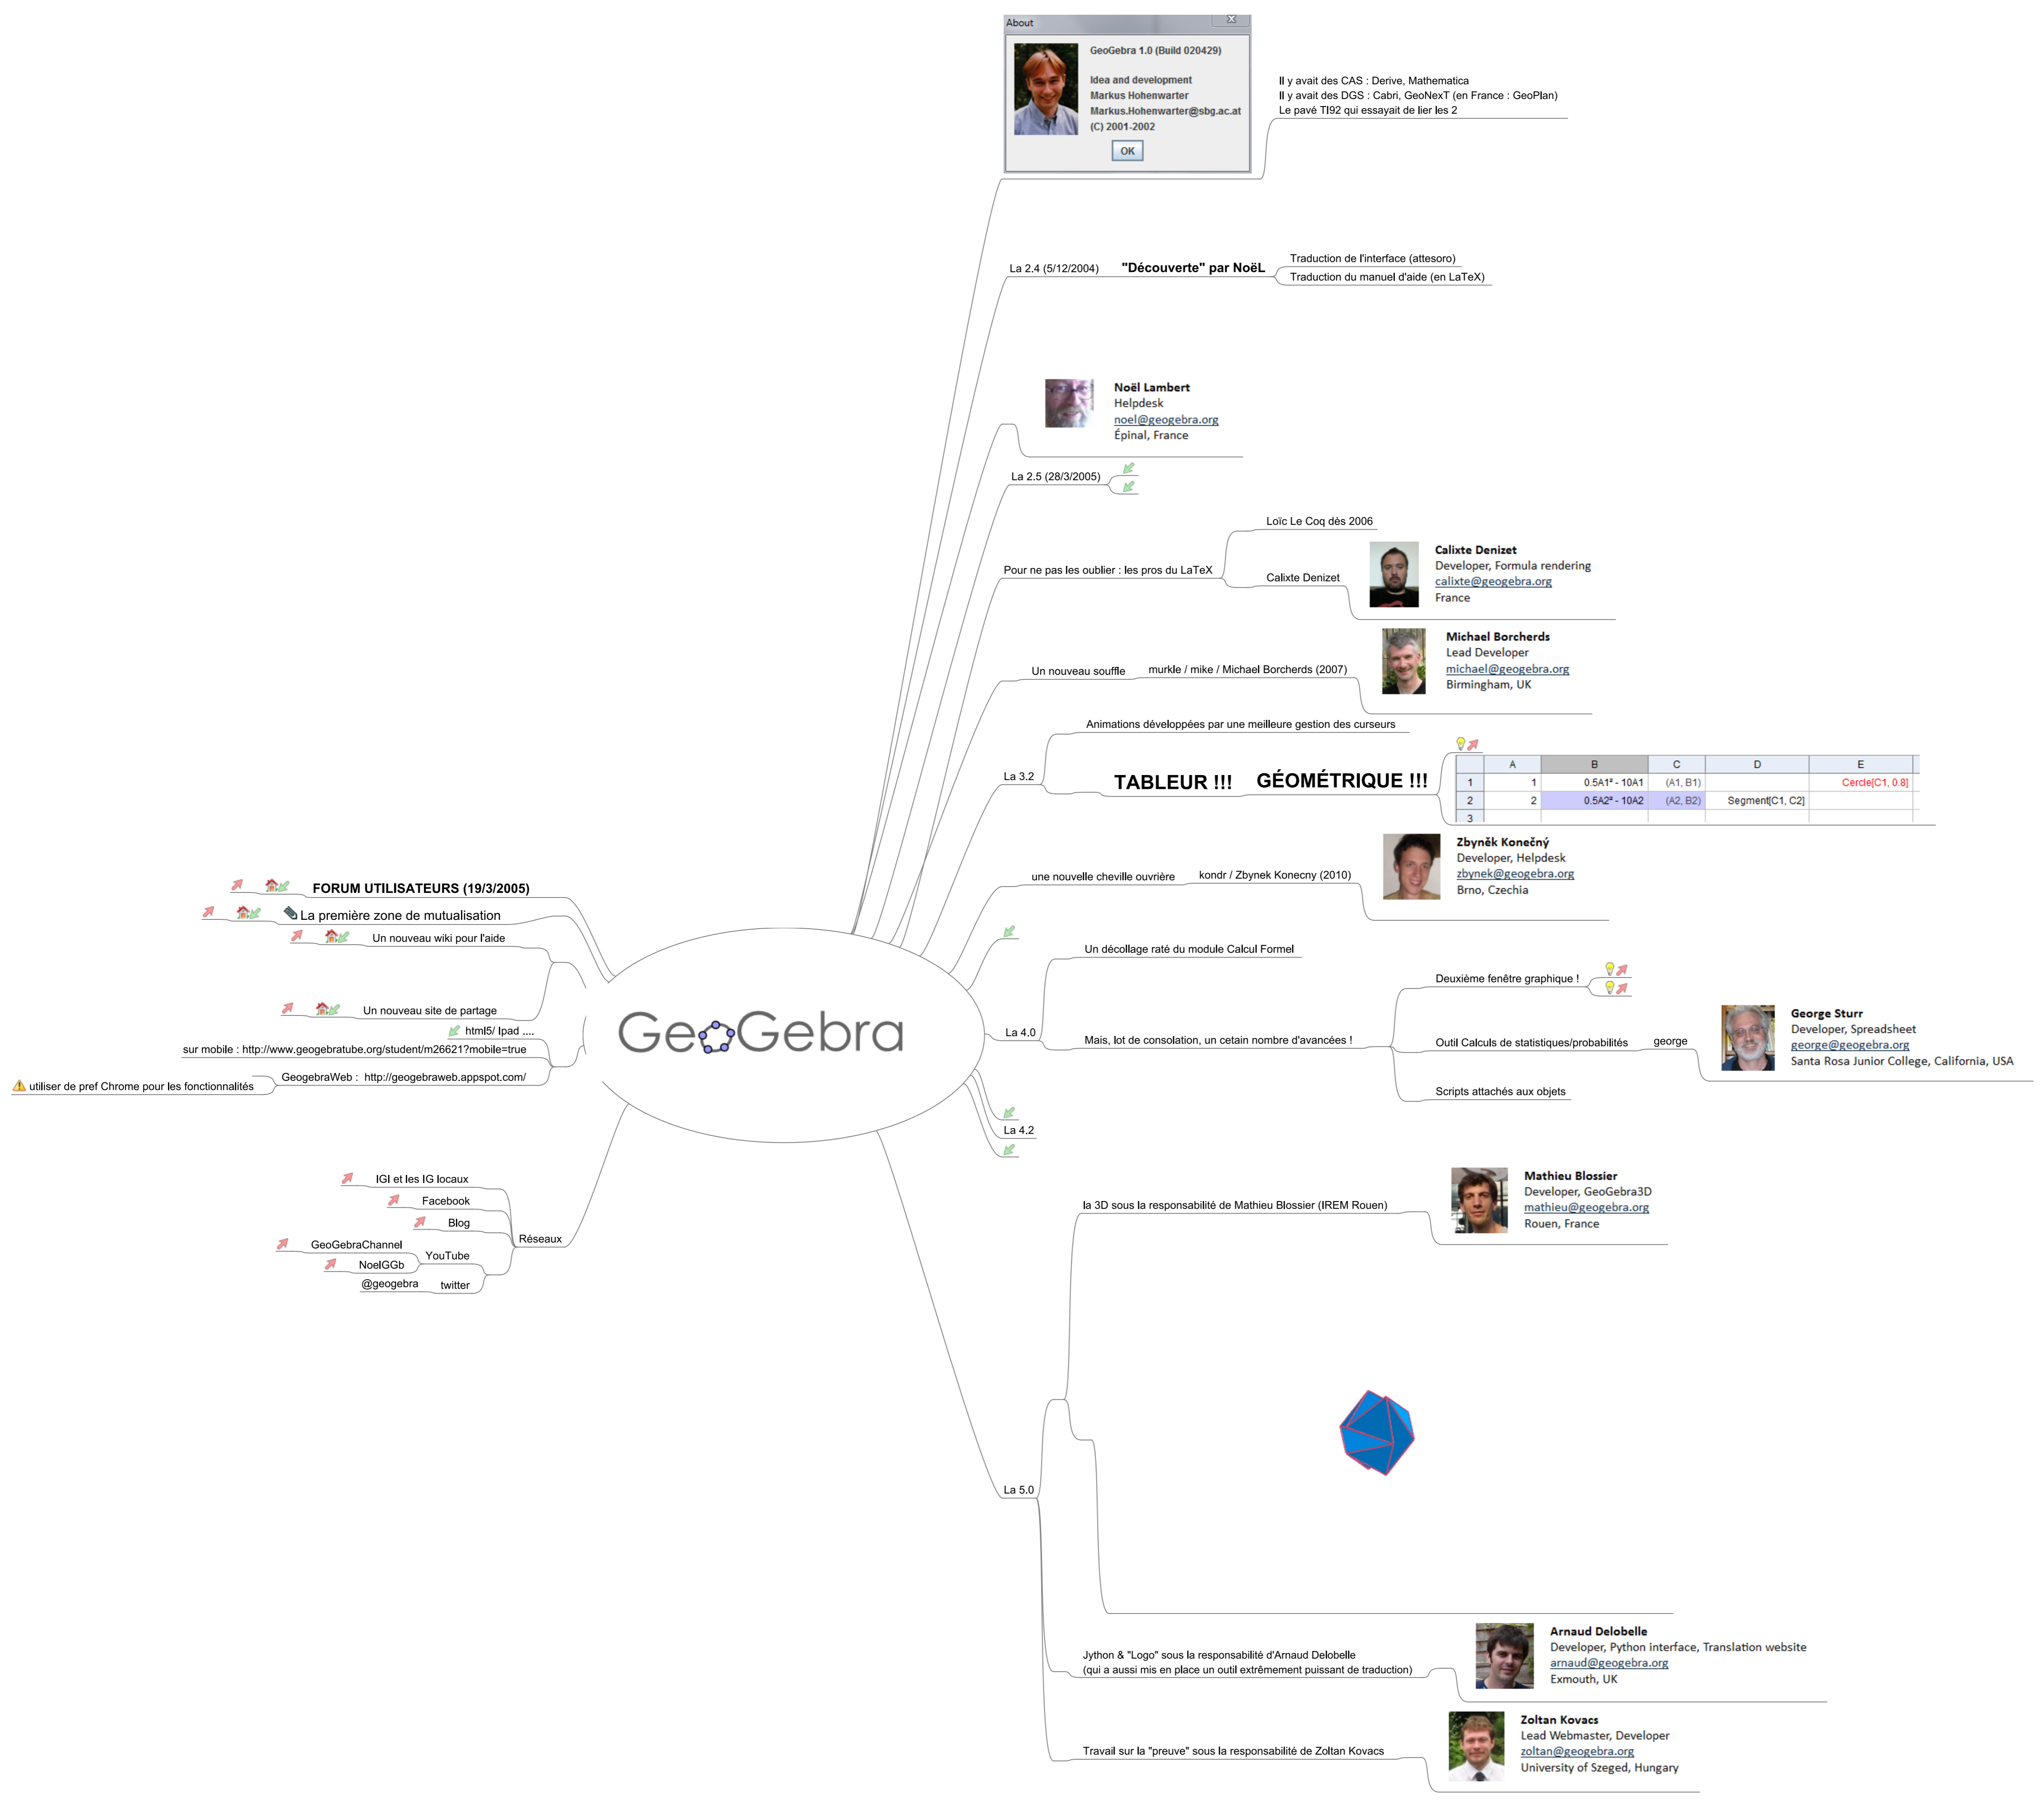 About
GeoGebra 1.0 (Build 020429)
Idea and development
Markus Hohenwarter
Markus.Hohenwarter@sbg.ac.at
(C) 2001-2002
OK
Il y avait des CAS : Derive, Mathematica
Il y avait des DGS : Cabri, GeoNexT (en France : GeoPlan)
Le pavé TI92 qui essayait de lier les 2
La 2.4 (5/12/2004)
"Découverte" par NoëL
Traduction de l'interface (attesoro)
Traduction du manuel d'aide (en LaTeX)
Noël Lambert
Helpdesk
noel@geogebra.org
Épinal, France
La 2.5 (28/3/2005)
Pour ne pas les oublier : les pros du LaTeX
Loïc Le Coq dès 2006
Calixte Denizet
Calixte Denizet
Developer, Formula rendering
calixte@geogebra.org
France
Un nouveau souffle
murkle / mike / Michael Borcherds (2007)
Michael Borcherds
Lead Developer
michael@geogebra.org
Birmingham, UK
La 3.2
Animations développées par une meilleure gestion des curseurs
TABLEUR !!!
GÉOMÉTRIQUE !!!
A B C D E
1 1 0.5A1² - 10A1 (A1, B1) Cercle[C1, 0.8]
2 2 0.5A2² - 10A2 (A2, B2) Segment[C1, C2]
3
une nouvelle cheville ouvrière
kondr / Zbynek Konecny (2010)
Zbyněk Konečný
Developer, Helpdesk
zbynek@geogebra.org
Brno, Czechia
La 4.0
Un décollage raté du module Calcul Formel
Mais, lot de consolation, un cetain nombre d'avancées !
Deuxième fenêtre graphique !
Outil Calculs de statistiques/probabilités
george
George Sturr
Developer, Spreadsheet
george@geogebra.org
Santa Rosa Junior College, California, USA
Scripts attachés aux objets
La 4.2
La 5.0
la 3D sous la responsabilité de Mathieu Blossier (IREM Rouen)
Mathieu Blossier
Developer, GeoGebra3D
mathieu@geogebra.org
Rouen, France
Jython & "Logo" sous la responsabilité d'Arnaud Delobelle
(qui a aussi mis en place un outil extrêmement puissant de traduction)
Arnaud Delobelle
Developer, Python interface, Translation website
arnaud@geogebra.org
Exmouth, UK
Travail sur la "preuve" sous la responsabilité de Zoltan Kovacs
Zoltan Kovacs
Lead Webmaster, Developer
zoltan@geogebra.org
University of Szeged, Hungary
GeoGebra
FORUM UTILISATEURS (19/3/2005)
La première zone de mutualisation
Un nouveau wiki pour l'aide
Un nouveau site de partage
html5/ Ipad ....
sur mobile : http://www.geogebratube.org/student/m26621?mobile=true
GeogebraWeb : http://geogebraweb.appspot.com/
utiliser de pref Chrome pour les fonctionnalités
Réseaux
IGI et les IG locaux
Facebook
Blog
YouTube
GeoGebraChannel
NoelGGb
twitter
@geogebra